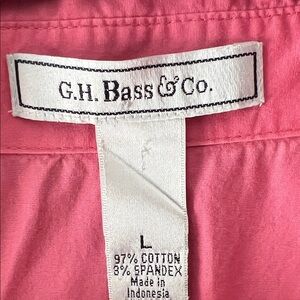 G.H. Bass & Co.
L
97% COTTON
3% SPANDEX
Made in
Indonesia